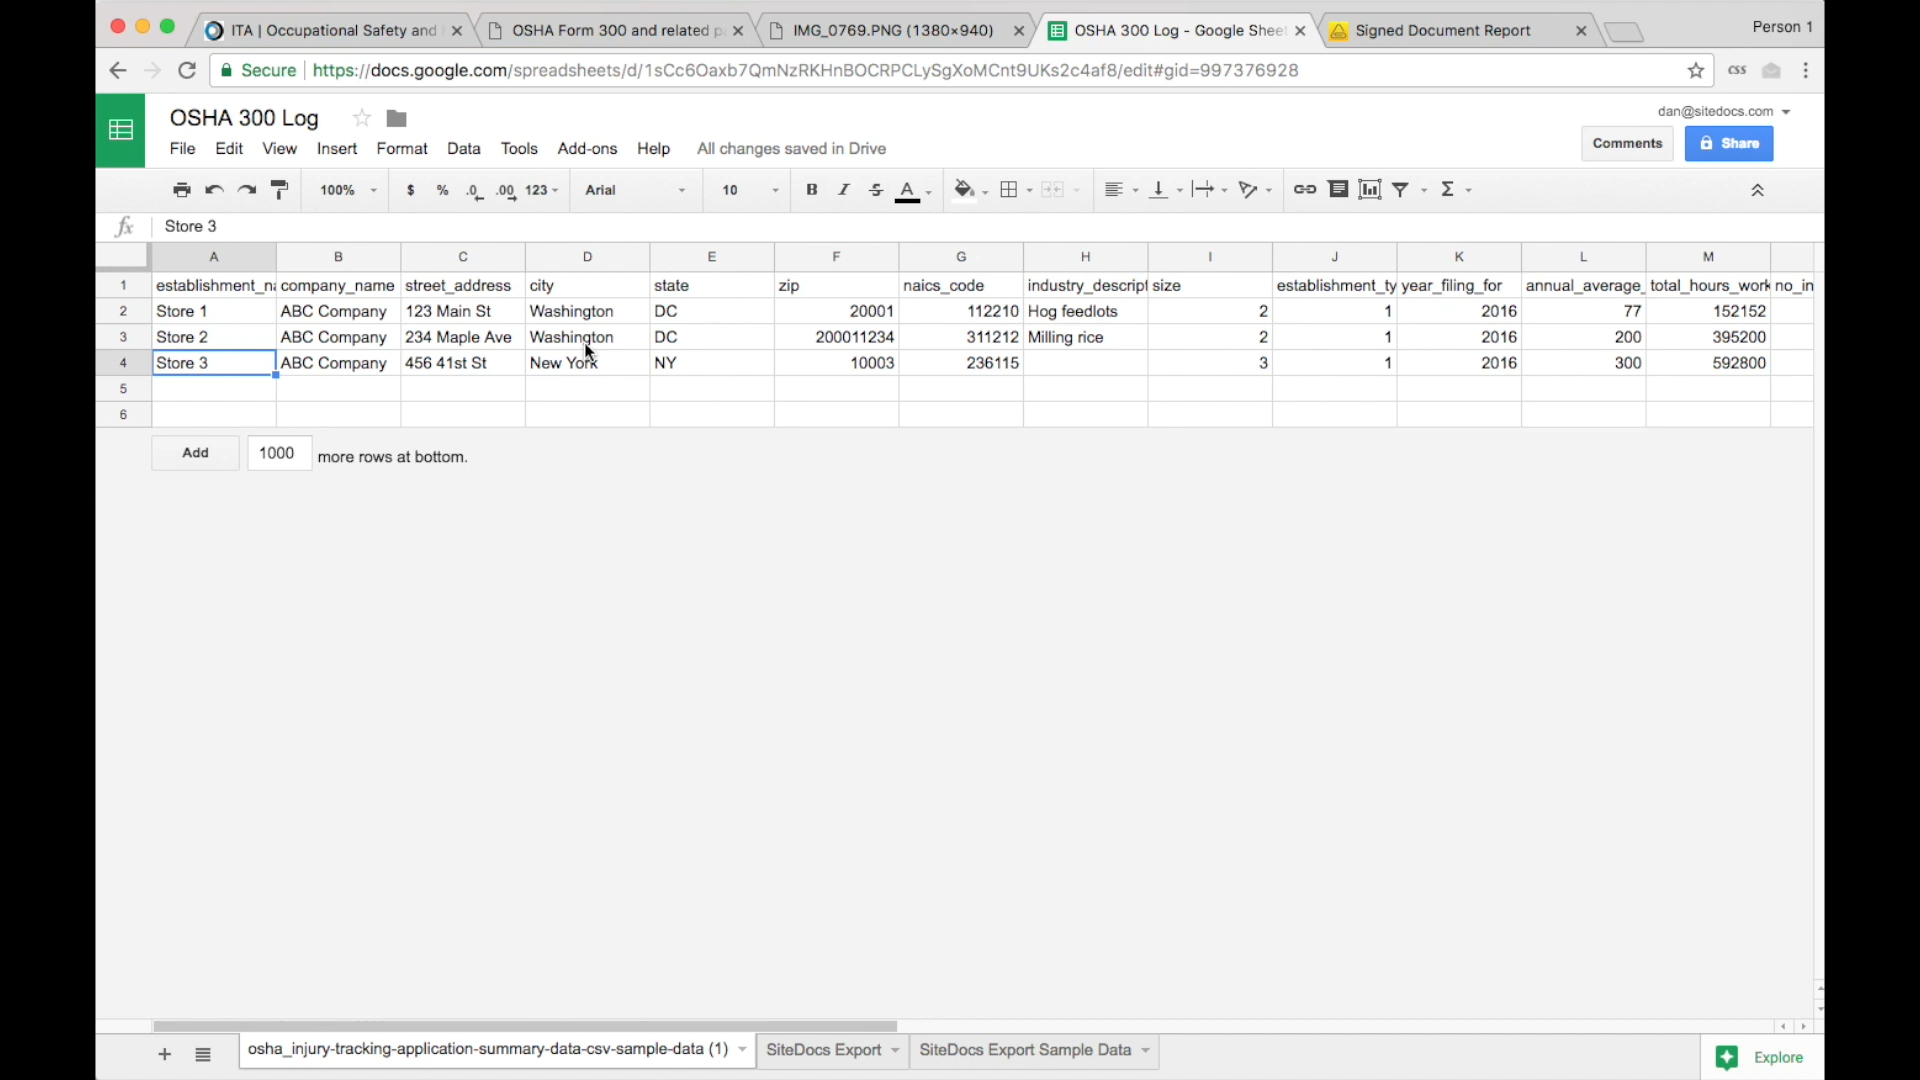 ITA | Occupational Safety and
OSHA Form 300 and related p
IMG_0769.PNG (1380×940)
OSHA 300 Log - Google Sheet
Signed Document Report
Person 1
Secure
https://docs.google.com/spreadsheets/d/1sCc6Oaxb7QmNzRKHnBOCRPCLySgXoMCnt9UKs2c4af8/edit#gid=997376928
css
OSHA 300 Log
dan@sitedocs.com
File Edit View Insert Format Data Tools Add-ons Help All changes saved in Drive
Comments
Share
100% $ % .0 .00 123 Arial 10 B I S A Σ
fx Store 3
A B C D E F G H I J K L M
1 establishment_na company_name street_address city state zip naics_code industry_descript size establishment_ty year_filing_for annual_average_ total_hours_work no_in
2 Store 1 ABC Company 123 Main St Washington DC 20001 112210 Hog feedlots 2 1 2016 77 152152
3 Store 2 ABC Company 234 Maple Ave Washington DC 200011234 311212 Milling rice 2 1 2016 200 395200
4 Store 3 ABC Company 456 41st St New York NY 10003 236115 3 1 2016 300 592800
5
6
Add 1000 more rows at bottom.
osha_injury-tracking-application-summary-data-csv-sample-data (1) SiteDocs Export SiteDocs Export Sample Data
Explore